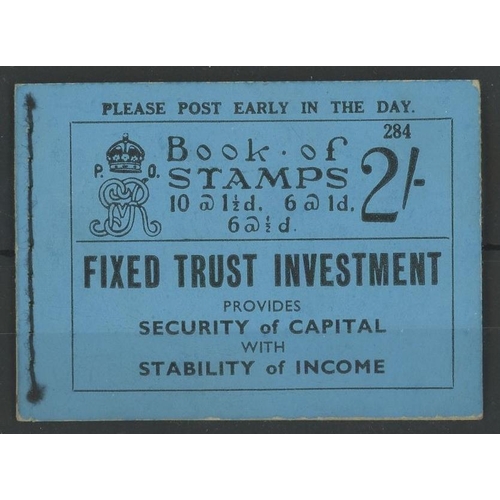 PLEASE POST EARLY IN THE DAY.
284
P. O.
Book · of
STAMPS
2/-
10 @ 1½d. 6 @ 1d.
6 @ ½d.
FIXED TRUST INVESTMENT
PROVIDES
SECURITY of CAPITAL
WITH
STABILITY of INCOME